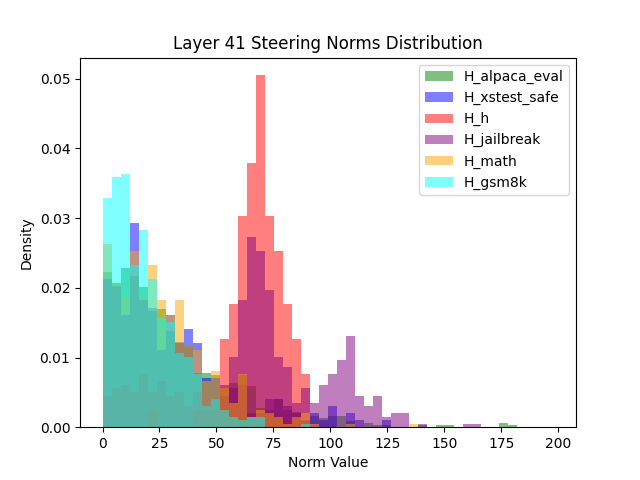 Layer 41 Steering Norms Distribution
H_alpaca_eval
H_xstest_safe
H_h
H_jailbreak
H_math
H_gsm8k
0.05
0.04
0.03
0.02
0.01
0.00
Density
0 25 50 75 100 125 150 175 200
Norm Value